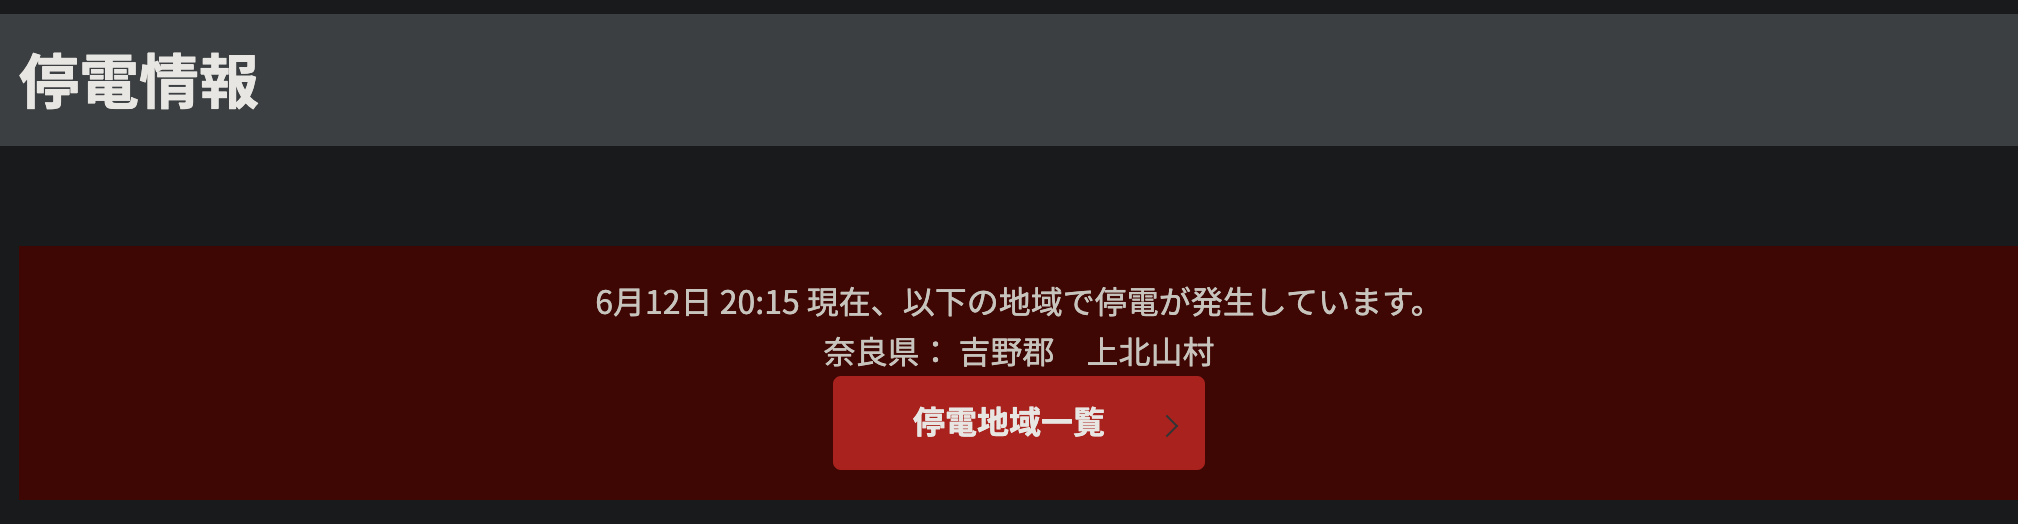 停電情報
6月12日 20:15 現在、以下の地域で停電が発生しています。
奈良県： 吉野郡　上北山村
停電地域一覧